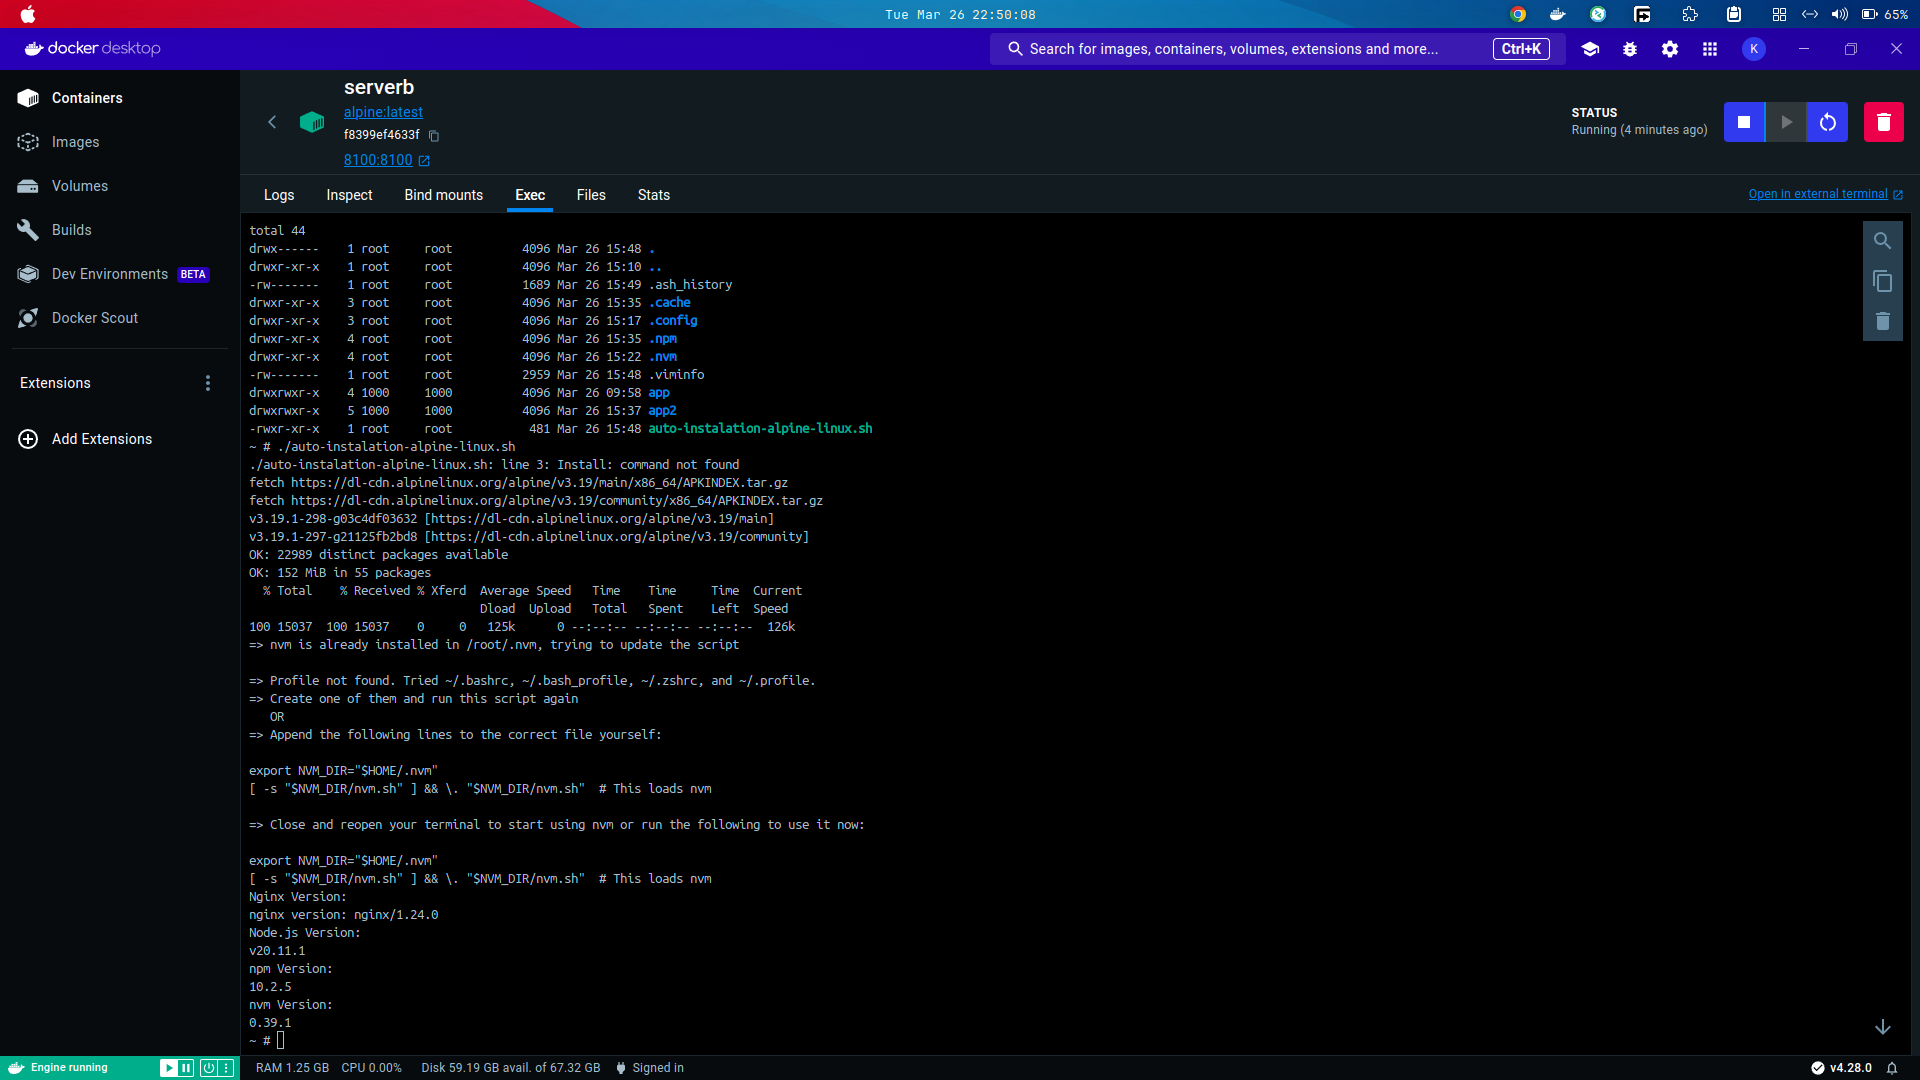 Tue Mar 26 22:50:08
65%
docker desktop
Search for images, containers, volumes, extensions and more...
Ctrl+K
K
Containers
Images
Volumes
Builds
Dev Environments BETA
Docker Scout
Extensions
Add Extensions
serverb
alpine:latest
f8399ef4633f
8100:8100
STATUS
Running (4 minutes ago)
Logs Inspect Bind mounts Exec Files Stats
Open in external terminal
total 44
drwx------    1 root     root          4096 Mar 26 15:48 .
drwxr-xr-x    1 root     root          4096 Mar 26 15:10 ..
-rw-------    1 root     root          1689 Mar 26 15:49 .ash_history
drwxr-xr-x    3 root     root          4096 Mar 26 15:35 .cache
drwxr-xr-x    3 root     root          4096 Mar 26 15:17 .config
drwxr-xr-x    4 root     root          4096 Mar 26 15:35 .npm
drwxr-xr-x    4 root     root          4096 Mar 26 15:22 .nvm
-rw-------    1 root     root          2959 Mar 26 15:48 .viminfo
drwxrwxr-x    4 1000     1000          4096 Mar 26 09:58 app
drwxrwxr-x    5 1000     1000          4096 Mar 26 15:37 app2
-rwxr-xr-x    1 root     root           481 Mar 26 15:48 auto-instalation-alpine-linux.sh
~ # ./auto-instalation-alpine-linux.sh
./auto-instalation-alpine-linux.sh: line 3: Install: command not found
fetch https://dl-cdn.alpinelinux.org/alpine/v3.19/main/x86_64/APKINDEX.tar.gz
fetch https://dl-cdn.alpinelinux.org/alpine/v3.19/community/x86_64/APKINDEX.tar.gz
v3.19.1-298-g03c4df03632 [https://dl-cdn.alpinelinux.org/alpine/v3.19/main]
v3.19.1-297-g21125fb2bd8 [https://dl-cdn.alpinelinux.org/alpine/v3.19/community]
OK: 22989 distinct packages available
OK: 152 MiB in 55 packages
  % Total    % Received % Xferd  Average Speed   Time    Time     Time  Current
                                 Dload  Upload   Total   Spent    Left  Speed
100 15037  100 15037    0     0   125k      0 --:--:-- --:--:-- --:--:--  126k
=> nvm is already installed in /root/.nvm, trying to update the script
=> Profile not found. Tried ~/.bashrc, ~/.bash_profile, ~/.zshrc, and ~/.profile.
=> Create one of them and run this script again
   OR
=> Append the following lines to the correct file yourself:
export NVM_DIR="$HOME/.nvm"
[ -s "$NVM_DIR/nvm.sh" ] && \. "$NVM_DIR/nvm.sh"  # This loads nvm
=> Close and reopen your terminal to start using nvm or run the following to use it now:
export NVM_DIR="$HOME/.nvm"
[ -s "$NVM_DIR/nvm.sh" ] && \. "$NVM_DIR/nvm.sh"  # This loads nvm
Nginx Version:
nginx version: nginx/1.24.0
Node.js Version:
v20.11.1
npm Version:
10.2.5
nvm Version:
0.39.1
~ #
Engine running
RAM 1.25 GB CPU 0.00% Disk 59.19 GB avail. of 67.32 GB Signed in
v4.28.0